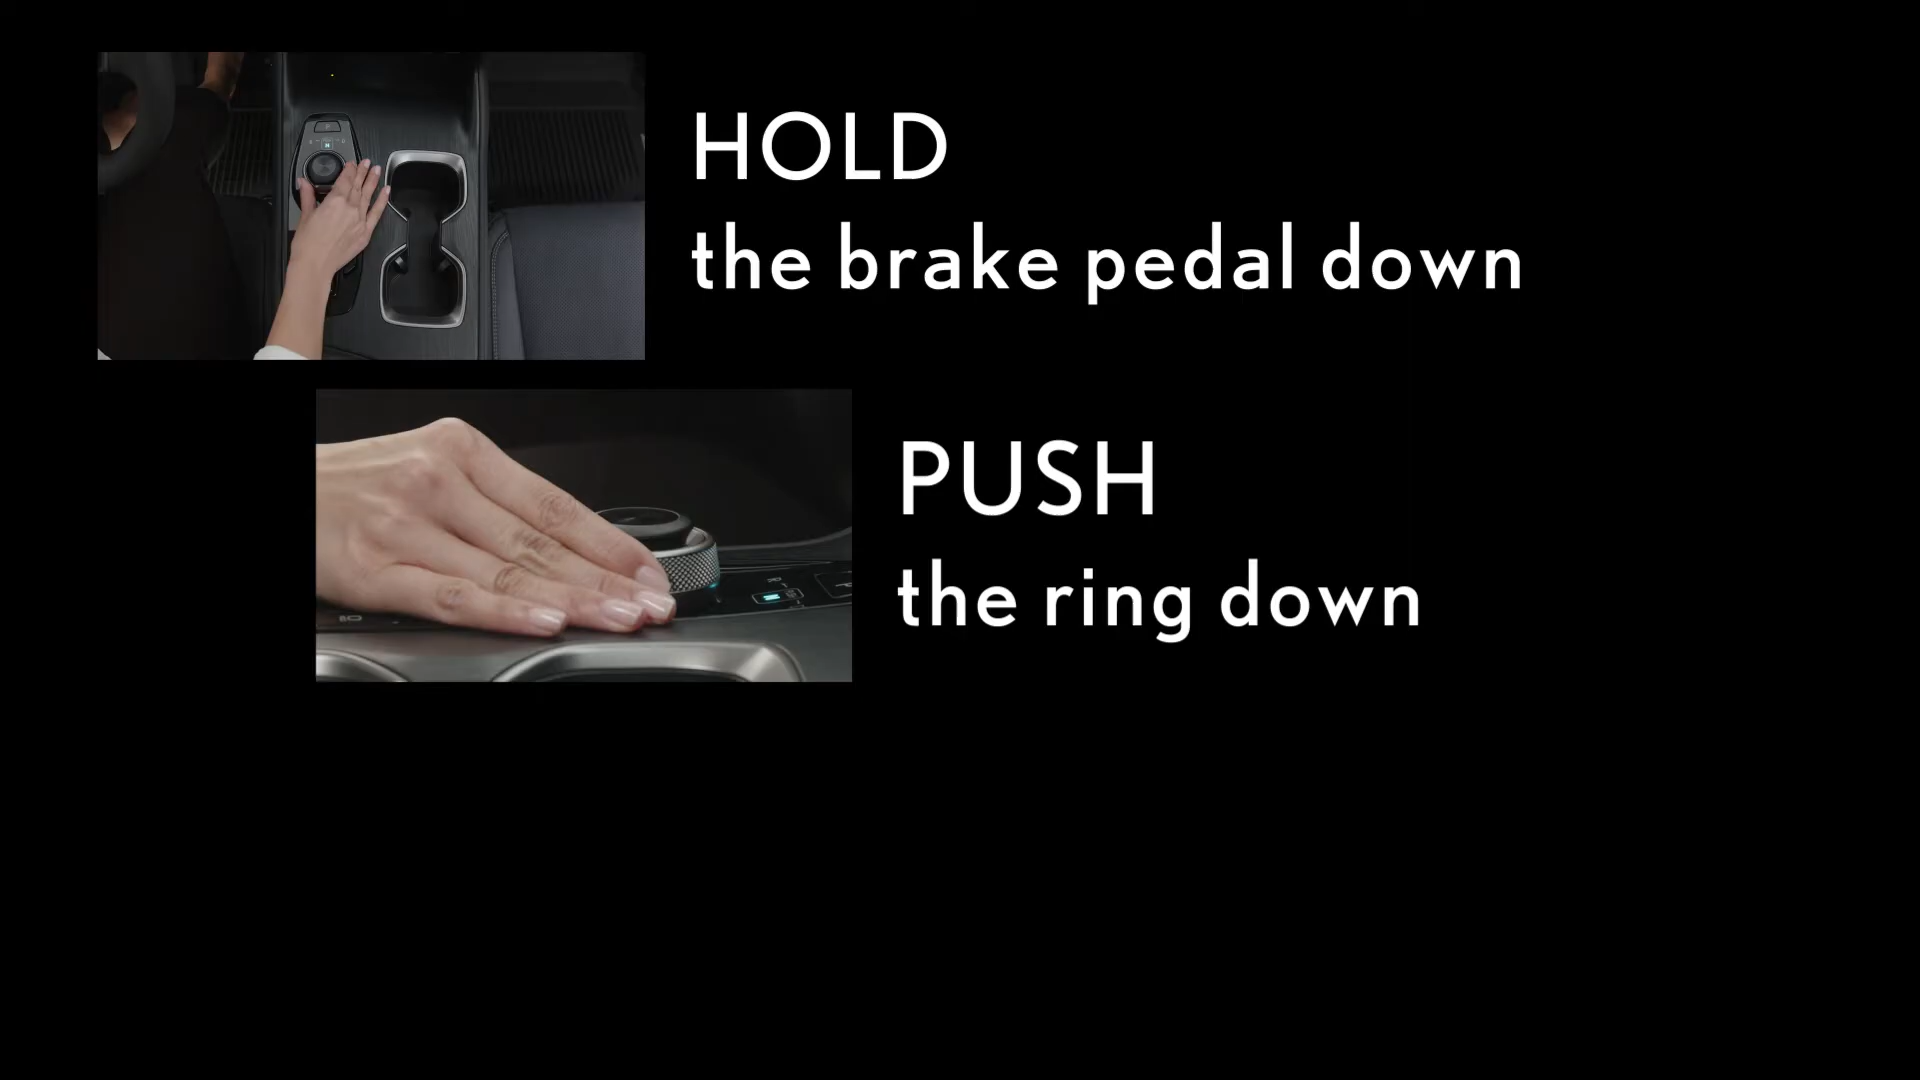 HOLD
the brake pedal down
PUSH
the ring down